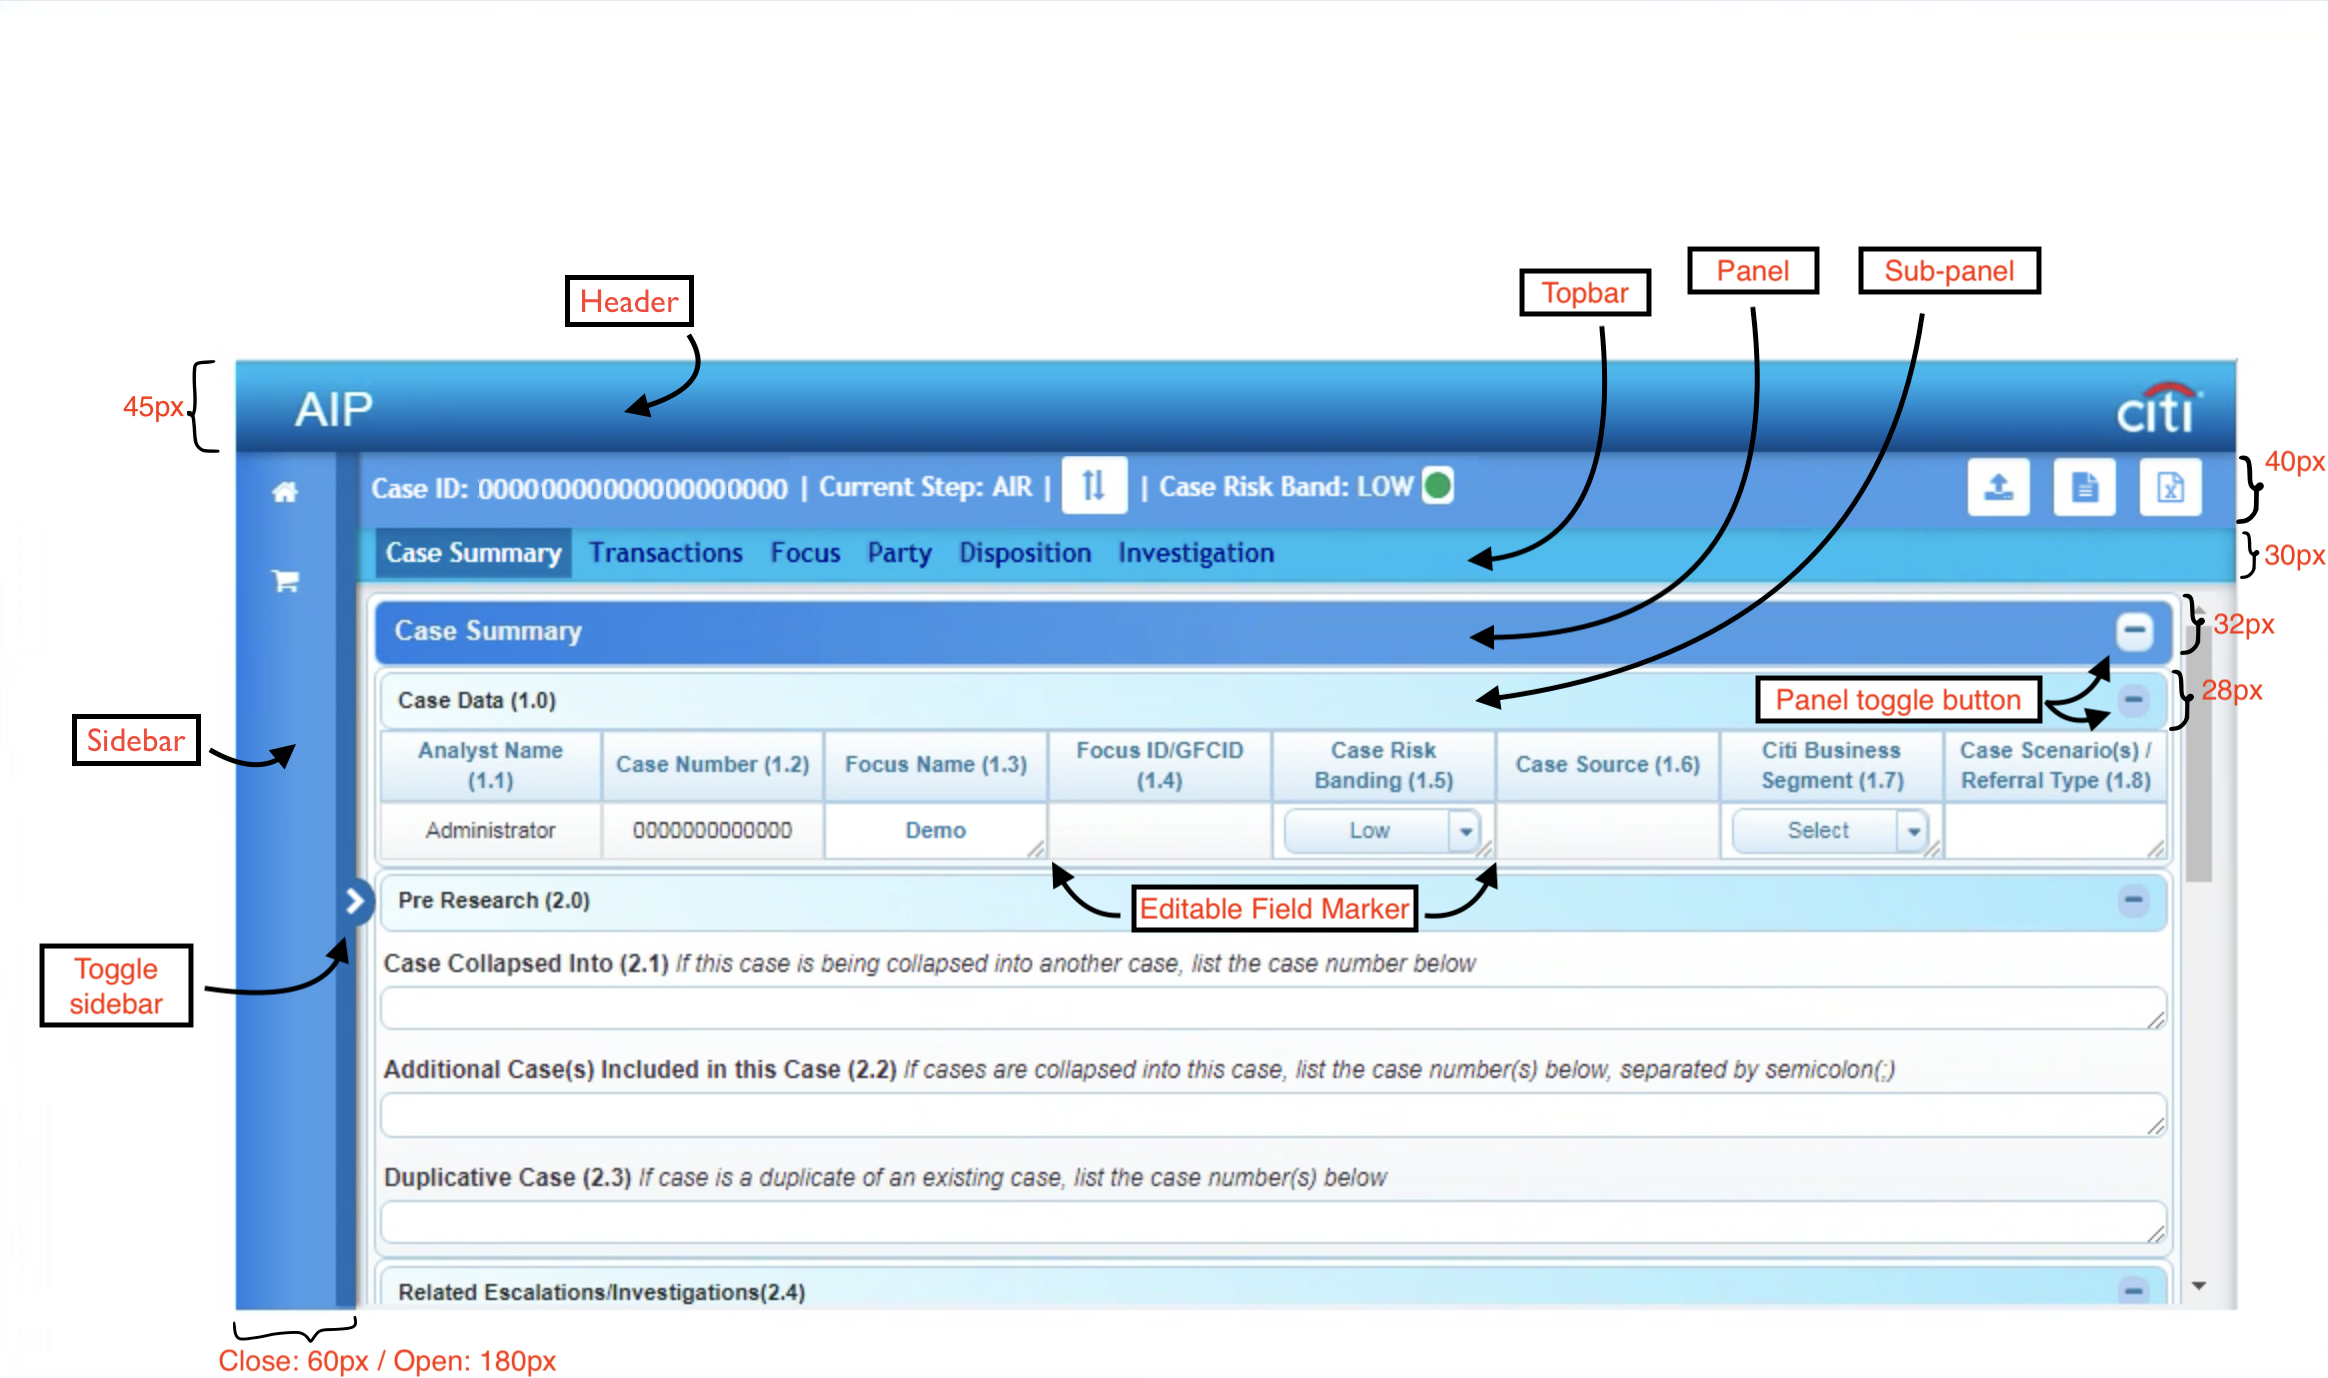 Header
Topbar
Panel
Sub-panel
45px
AIP
citi
Case ID: 00000000000000000000 | Current Step: AIR | | Case Risk Band: LOW
40px
Case Summary Transactions Focus Party Disposition Investigation
30px
Case Summary
32px
Case Data (1.0)
Panel toggle button
28px
Sidebar
Analyst Name (1.1)
Case Number (1.2)
Focus Name (1.3)
Focus ID/GFCID (1.4)
Case Risk Banding (1.5)
Case Source (1.6)
Citi Business Segment (1.7)
Case Scenario(s) / Referral Type (1.8)
Administrator 0000000000000 Demo Low Select
Pre Research (2.0)
Editable Field Marker
Toggle
sidebar
Case Collapsed Into (2.1) If this case is being collapsed into another case, list the case number below
Additional Case(s) Included in this Case (2.2) If cases are collapsed into this case, list the case number(s) below, separated by semicolon(;)
Duplicative Case (2.3) If case is a duplicate of an existing case, list the case number(s) below
Related Escalations/Investigations(2.4)
Close: 60px / Open: 180px